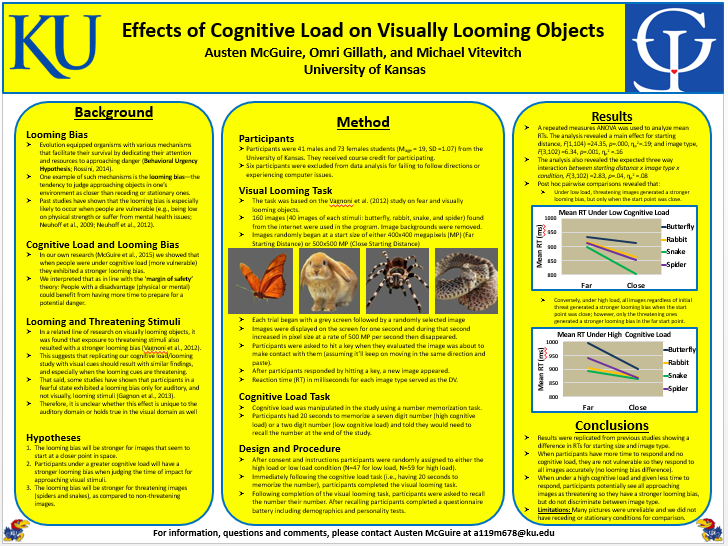 KU
Effects of Cognitive Load on Visually Looming Objects
Austen McGuire, Omri Gillath, and Michael Vitevitch
University of Kansas
Background
Looming Bias
Evolution equipped organisms with various mechanisms
that facilitate their survival by dedicating their attention
and resources to approaching danger (Behavioral Urgency
Hypothesis; Rossini, 2014).
One example of such mechanisms is the looming bias—the
tendency to judge approaching objects in one's
environment as closer than receding or stationary ones.
Past studies have shown that the looming bias is especially
likely to occur when people are vulnerable (e.g., being low
on physical strength or suffer from mental health issues;
Neuhoff et al., 2009; Neuhoff et al., 2012).
Cognitive Load and Looming Bias
In our own research (McGuire et al., 2015) we showed that
when people were under cognitive load (more vulnerable)
they exhibited a stronger looming bias.
We interpreted that as in line with the 'margin of safety'
theory: People with a disadvantage (physical or mental)
could benefit from having more time to prepare for a
potential danger.
Looming and Threatening Stimuli
In a related line of research on visually looming objects, it
was found that exposure to threatening stimuli also
resulted with a stronger looming bias (Vagnoni et al., 2012).
This suggests that replicating our cognitive load/looming
study with visual cues should result with similar findings,
and especially when the looming cues are threatening.
That said, some studies have shown that participants in a
fearful state exhibited a looming bias only for auditory, and
not visually, looming stimuli (Gagnon et al., 2013).
Therefore, it is unclear whether this effect is unique to the
auditory domain or holds true in the visual domain as well
Hypotheses
1. The looming bias will be stronger for images that seem to
start at a closer point in space.
2. Participants under a greater cognitive load will have a
stronger looming bias when judging the time of impact for
approaching visual stimuli.
3. The looming bias will be stronger for threatening images
(spiders and snakes), as compared to non-threatening
images.
Method
Participants
Participants were 41 males and 73 females students (Mage = 19, SD =1.07) from the
University of Kansas. They received course credit for participating.
Six participants were excluded from data analysis for failing to follow directions or
experiencing computer issues.
Visual Looming Task
The task was based on the Vagnoni et al. (2012) study on fear and visually
looming objects.
160 images (40 images of each stimuli: butterfly, rabbit, snake, and spider) found
from the internet were used in the program. Image backgrounds were removed.
Images randomly began at a start size of either 400x400 megapixels (MP) (Far
Starting Distance) or 500x500 MP (Close Starting Distance)
Each trial began with a grey screen followed by a randomly selected image
Images were displayed on the screen for one second and during that second
increased in pixel size at a rate of 500 MP per second then disappeared.
Participants were asked to hit a key when they evaluated the image was about to
make contact with them (assuming it'll keep on moving in the same direction and
paste).
After participants responded by hitting a key, a new image appeared.
Reaction time (RT) in milliseconds for each image type served as the DV.
Cognitive Load Task
Cognitive load was manipulated in the study using a number memorization task.
Participants had 20 seconds to memorize a seven digit number (high cognitive
load) or a two digit number (low cognitive load) and told they would need to
recall the number at the end of the study.
Design and Procedure
After consent and instructions participants were randomly assigned to either the
high load or low load condition (N=47 for low load, N=59 for high load).
Immediately following the cognitive load task (i.e., having 20 seconds to
memorize the number), participants completed the visual looming task.
Following completion of the visual looming task, participants were asked to recall
the number their number. After recalling participants completed a questionnaire
battery including demographics and personality tests.
Results
A repeated measures ANOVA was used to analyze mean
RTs. The analysis revealed a main effect for starting
distance, F(1,104) =24.35, p=.000, ηp²=.19; and image type,
F(3,102) =6.34, p=.001, ηp² =.16
The analysis also revealed the expected three way
interaction between starting distance x image type x
condition, F(3,102) =2.83, p=.04, ηp² =.08
Post hoc pairwise comparisons revealed that:
Under low load, threatening images generated a stronger
looming bias, but only when the start point was close.
Mean RT Under Low Cognitive Load
Mean RT (ms)
1000
950
900
850
800
Far Close
Butterfly
Rabbit
Snake
Spider
Conversely, under high load, all images regardless of initial
threat generated a stronger looming bias when the start
point was close; however, only the threatening ones
generated a stronger looming bias in the far start point.
Mean RT Under High Cognitive Load
Mean RT (ms)
1000
950
900
850
800
Far Close
Butterfly
Rabbit
Snake
Spider
Conclusions
Results were replicated from previous studies showing a
difference in RTs for starting size and image type.
When participants have more time to respond and no
cognitive load, they are not vulnerable so they respond to
all images accurately (no looming bias difference).
When under a high cognitive load and given less time to
respond, participants potentially see all approaching
images as threatening so they have a stronger looming bias,
but do not discriminate between image type.
Limitations: Many pictures were unreliable and we did not
have receding or stationary conditions for comparison.
For information, questions and comments, please contact Austen McGuire at a119m678@ku.edu